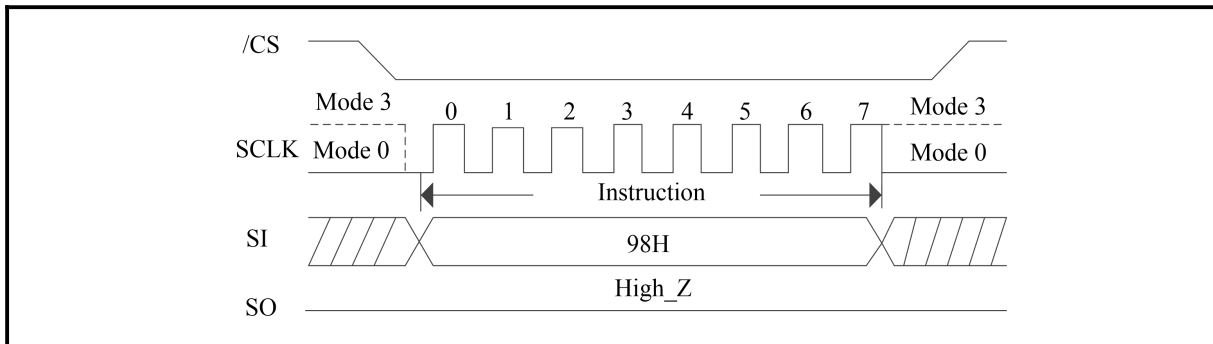 /CS
Mode 3 0 1 2 3 4 5 6 7 Mode 3
SCLK Mode 0 Mode 0
Instruction
SI 98H
High_Z
SO